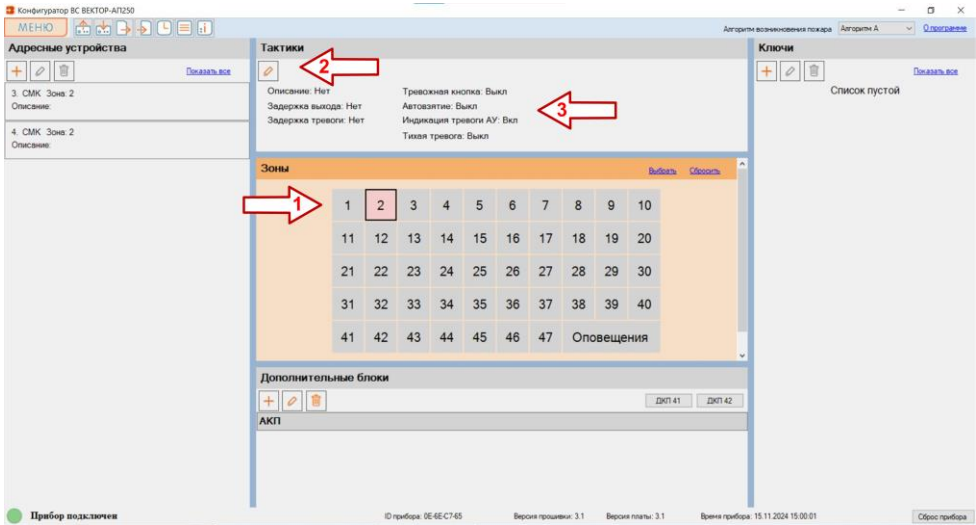 Конфигуратор ВС ВЕКТОР-АП250
МЕНЮ
Алгоритм возникновения пожара Алгоритм А О программе
Адресные устройства
Показать все
3. СМК Зона: 2
Описание:
4. СМК Зона: 2
Описание:
Тактики
2
Описание: Нет
Задержка выхода: Нет
Задержка тревоги: Нет
Тревожная кнопка: Выкл
Автовзятие: Выкл
Индикация тревоги АУ: Вкл
Тихая тревога: Выкл
3
Зоны
Выбрать Сбросить
1
1 2 3 4 5 6 7 8 9 10
11 12 13 14 15 16 17 18 19 20
21 22 23 24 25 26 27 28 29 30
31 32 33 34 35 36 37 38 39 40
41 42 43 44 45 46 47 Оповещения
Дополнительные блоки
ДКП 41 ДКП 42
АКП
Ключи
Показать все
Список пустой
Прибор подключен
ID прибора: 0E-6E-C7-65
Версия прошивки: 3.1
Версия платы: 3.1
Время прибора: 15.11.2024 15:00:01
Сброс прибора